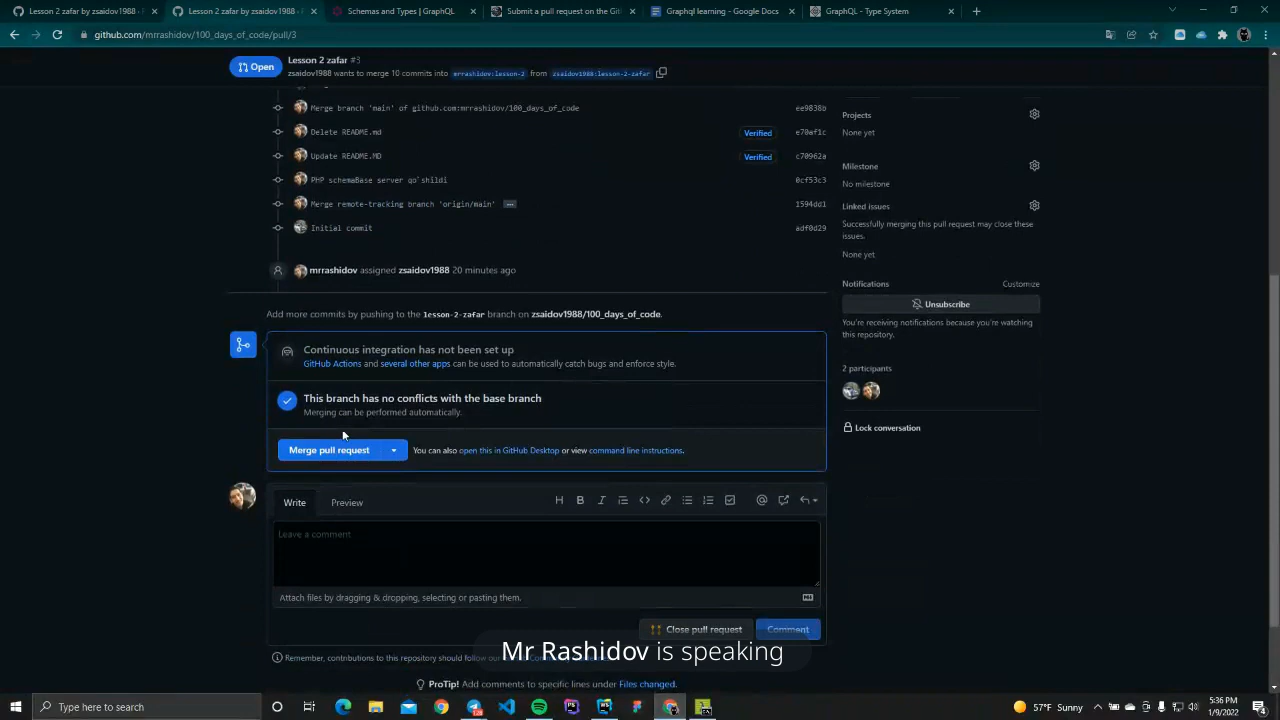 Lesson 2 zafar by zsaidov1988 · P
Lesson 2 zafar by zsaidov1988 · P
Schemas and Types | GraphQL
Submit a pull request on the Git
Graphql learning - Google Docs
GraphQL - Type System
github.com/mrrashidov/100_days_of_code/pull/3
Open
Lesson 2 zafar #3
zsaidov1988 wants to merge 10 commits into mrrashidov:lesson-2 from zsaidov1988:lesson-2-zafar
Merge branch 'main' of github.com:mrrashidov/100_days_of_code ee9838b
Delete README.md Verified e70af1c
Update README.MD Verified c70962a
PHP schemaBase server qo`shildi 0cf53c3
Merge remote-tracking branch 'origin/main' ... 1594dd1
Initial commit adf0d29
mrrashidov assigned zsaidov1988 20 minutes ago
Add more commits by pushing to the lesson-2-zafar branch on zsaidov1988/100_days_of_code.
Continuous integration has not been set up
GitHub Actions and several other apps can be used to automatically catch bugs and enforce style.
This branch has no conflicts with the base branch
Merging can be performed automatically.
Merge pull request
You can also open this in GitHub Desktop or view command line instructions.
Write Preview
Leave a comment
Attach files by dragging & dropping, selecting or pasting them.
Close pull request
Comment
Remember, contributions to this repository should follow our
ProTip! Add comments to specific lines under Files changed.
Projects
None yet
Milestone
No milestone
Linked issues
Successfully merging this pull request may close these
issues.
None yet
Notifications Customize
Unsubscribe
You're receiving notifications because you're watching
this repository.
2 participants
Lock conversation
Mr Rashidov is speaking
Type here to search
57°F Sunny
5:36 PM
1/9/2022